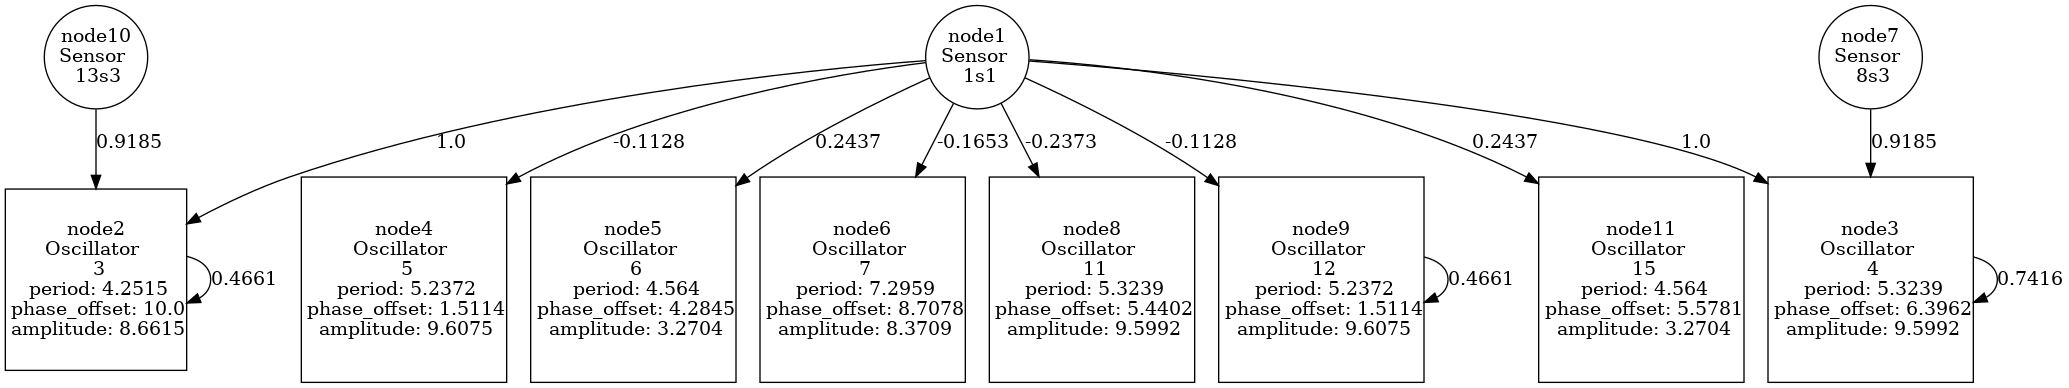 node10
Sensor
13s3
node1
Sensor
1s1
node7
Sensor
8s3
0.9185
1.0
-0.1128
0.2437
-0.1653
-0.2373
-0.1128
0.2437
1.0
0.9185
node2
Oscillator
3
period: 4.2515
phase_offset: 10.0
amplitude: 8.6615
0.4661
node4
Oscillator
5
period: 5.2372
phase_offset: 1.5114
amplitude: 9.6075
node5
Oscillator
6
period: 4.564
phase_offset: 4.2845
amplitude: 3.2704
node6
Oscillator
7
period: 7.2959
phase_offset: 8.7078
amplitude: 8.3709
node8
Oscillator
11
period: 5.3239
phase_offset: 5.4402
amplitude: 9.5992
node9
Oscillator
12
period: 5.2372
phase_offset: 1.5114
amplitude: 9.6075
0.4661
node11
Oscillator
15
period: 4.564
phase_offset: 5.5781
amplitude: 3.2704
node3
Oscillator
4
period: 5.3239
phase_offset: 6.3962
amplitude: 9.5992
0.7416